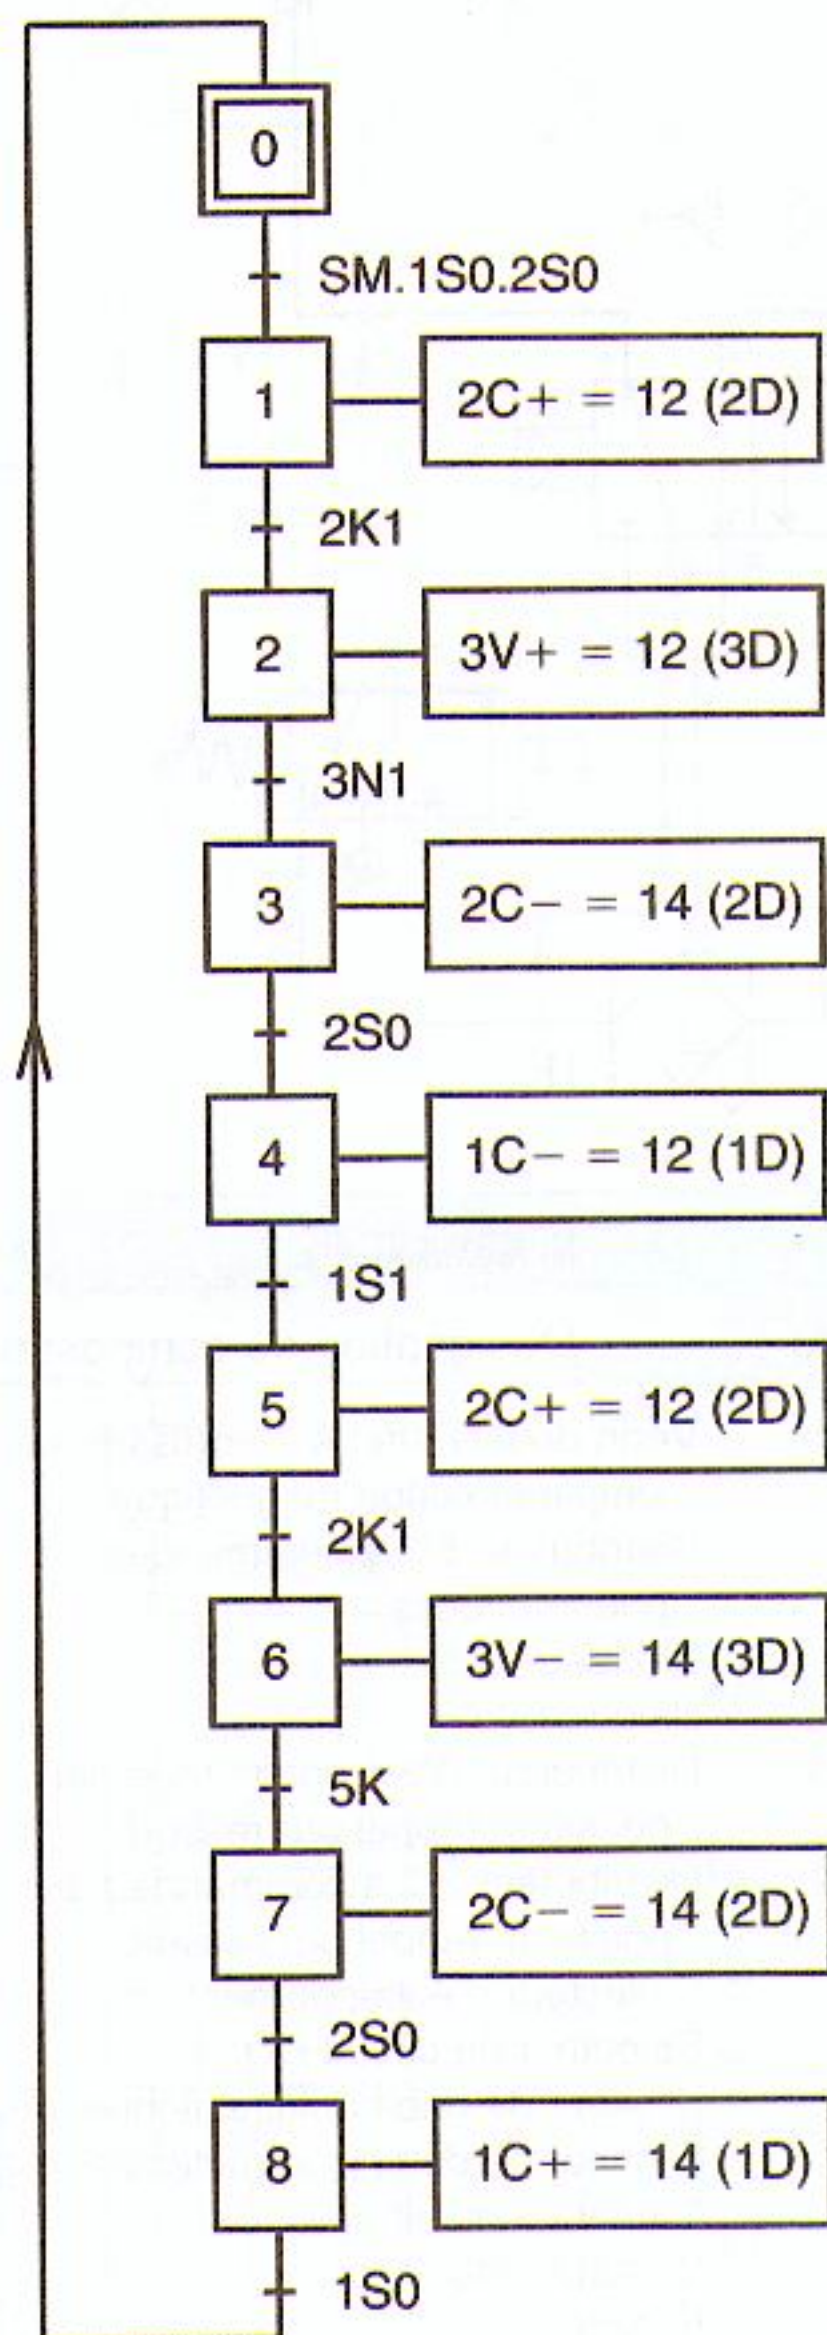 0
SM.1S0.2S0
1
2C+ = 12 (2D)
2K1
2
3V+ = 12 (3D)
3N1
3
2C− = 14 (2D)
2S0
4
1C− = 12 (1D)
1S1
5
2C+ = 12 (2D)
2K1
6
3V− = 14 (3D)
5K
7
2C− = 14 (2D)
2S0
8
1C+ = 14 (1D)
1S0